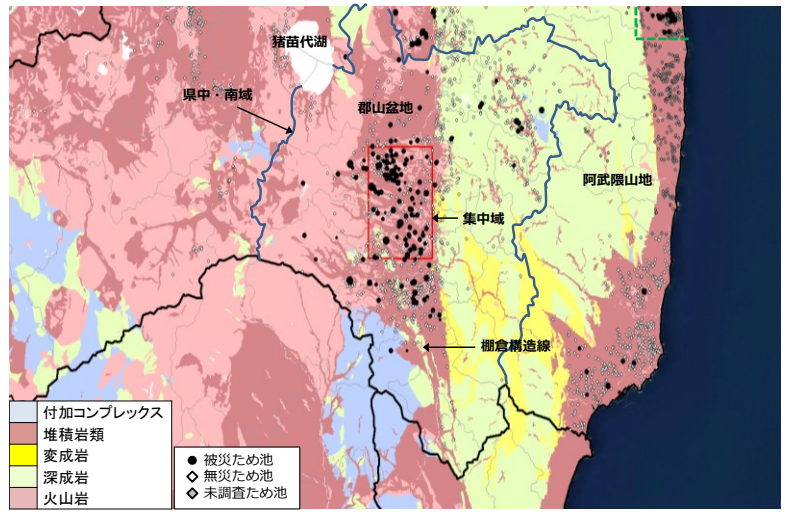 猪苗代湖
県中・南域
郡山盆地
阿武隈山地
集中域
棚倉構造線
付加コンプレックス
堆積岩類
変成岩
深成岩
火山岩
被災ため池
無災ため池
未調査ため池